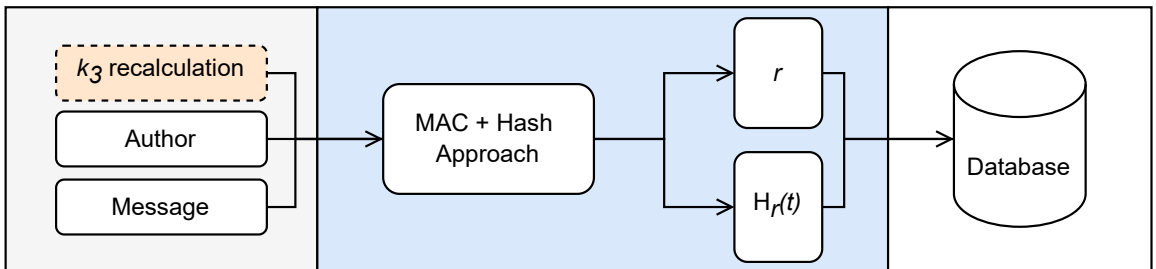 k3 recalculation
Author
Message
MAC + Hash
Approach
r
Hr(t)
Database